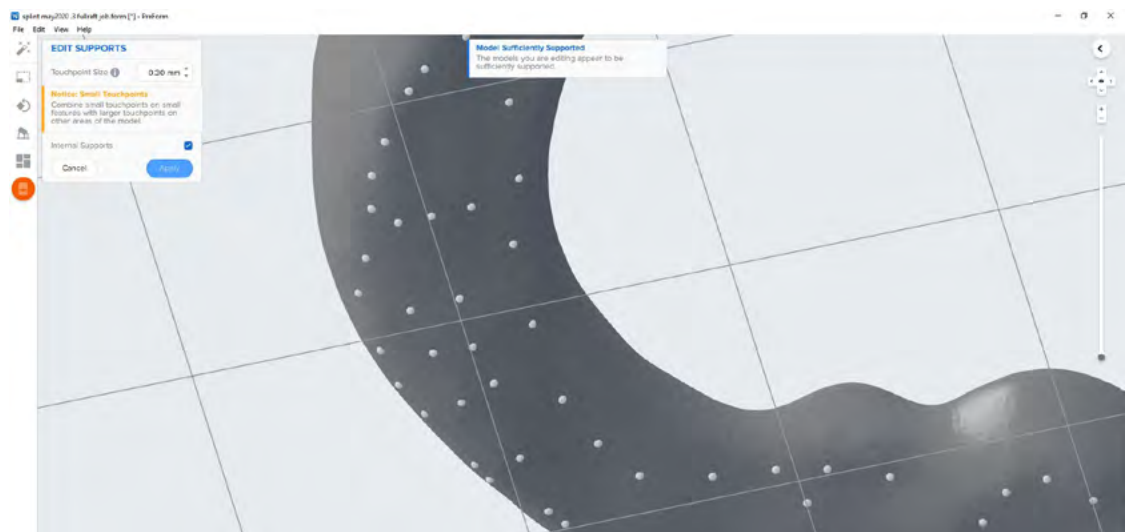 splint may2020 .3 fullraft job.form [*] - PreForm
File Edit View Help
EDIT SUPPORTS
Touchpoint Size
0.30 mm
Notice: Small Touchpoints
Combine small touchpoints on small
features with larger touchpoints on
other areas of the model.
Internal Supports
Cancel
Apply
Model Sufficiently Supported
The models you are editing appear to be
sufficiently supported.